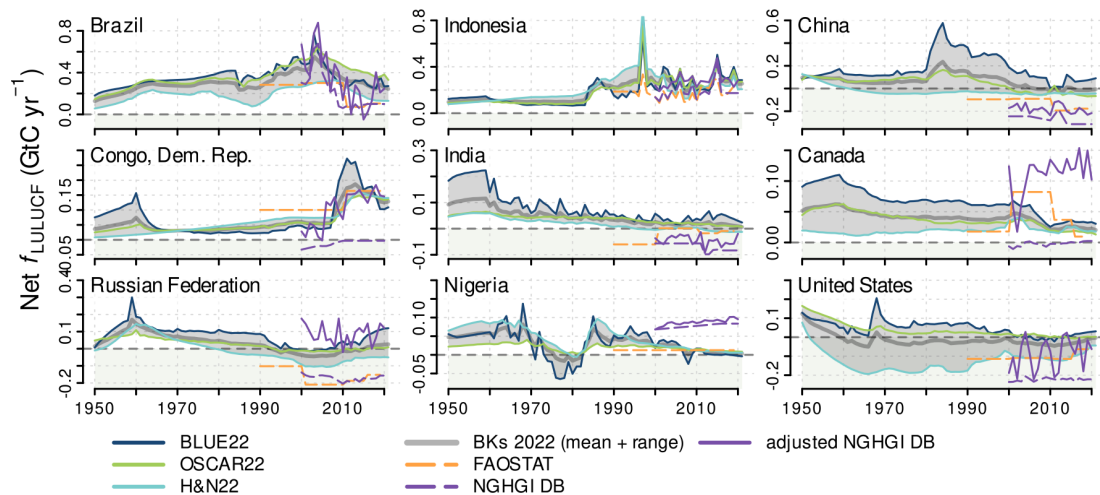 Brazil
Indonesia
China
0.0 0.4 0.8
0.0 0.4 0.8
-0.2 0.2 0.6
Net fLULUCF (GtC yr−1)
Congo, Dem. Rep.
India
Canada
0.05 0.15
-0.1 0.1 0.3
0.00 0.10
Russian Federation
Nigeria
United States
-0.2 0.1 0.40
-0.05 0.10
-0.2 0.1
1950 1970 1990 2010
1950 1970 1990 2010
1950 1970 1990 2010
BLUE22
BKs 2022 (mean + range)
adjusted NGHGI DB
OSCAR22
FAOSTAT
H&N22
NGHGI DB